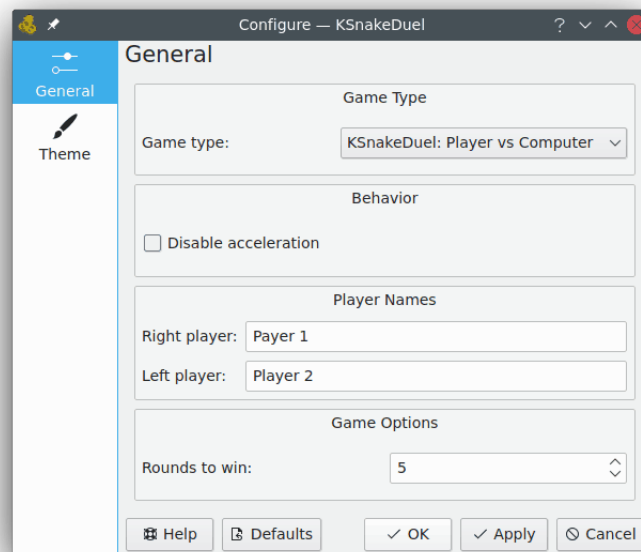 Configure — KSnakeDuel
General
General
Theme
Game Type
Game type: KSnakeDuel: Player vs Computer
Behavior
Disable acceleration
Player Names
Right player: Payer 1
Left player: Player 2
Game Options
Rounds to win: 5
Help Defaults OK Apply Cancel